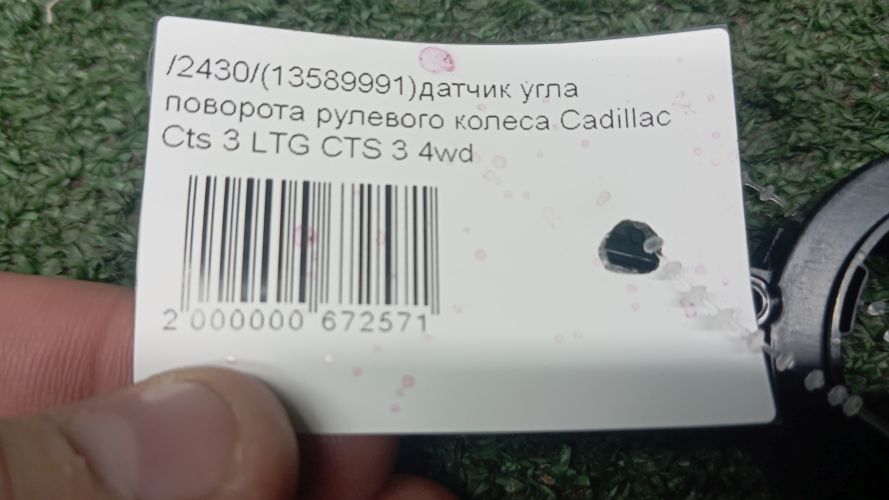 /2430/(13589991)датчик угла
поворота рулевого колеса Cadillac
Cts 3 LTG CTS 3 4wd
2 000000 672571